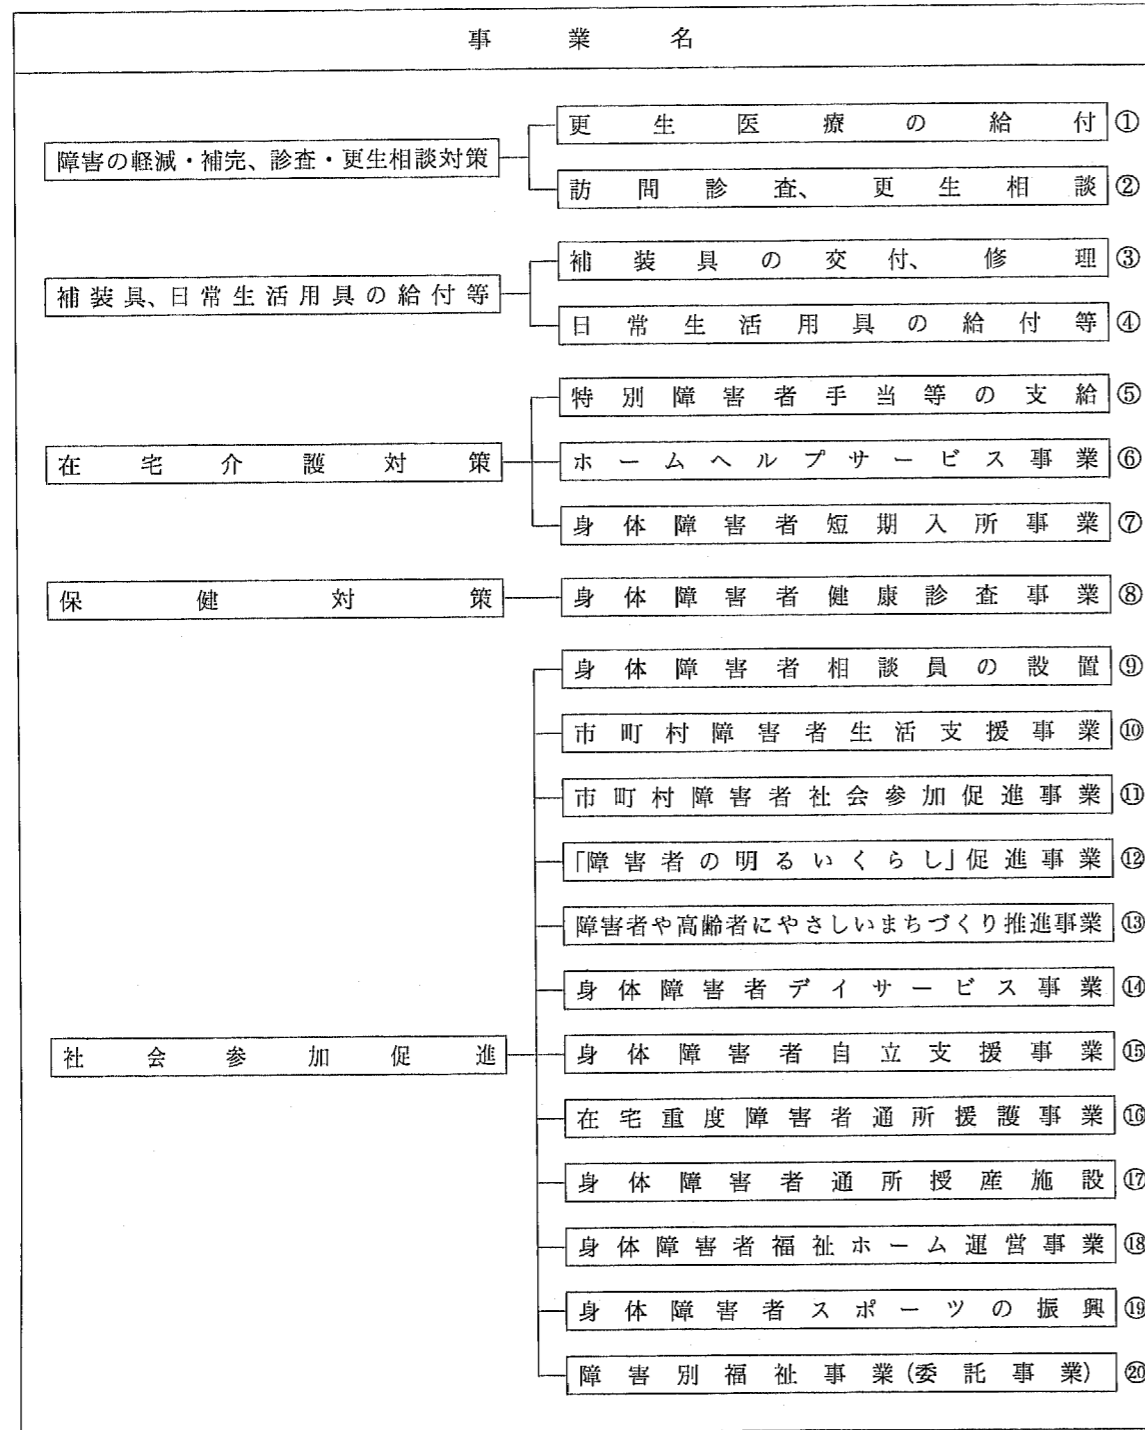 事業名
障害の軽減・補完、診査・更生相談対策
更生医療の給付 ①
訪問診査、更生相談 ②
補装具、日常生活用具の給付等
補装具の交付、修理 ③
日常生活用具の給付等 ④
在宅介護対策
特別障害者手当等の支給 ⑤
ホームヘルプサービス事業 ⑥
身体障害者短期入所事業 ⑦
保健対策
身体障害者健康診査事業 ⑧
社会参加促進
身体障害者相談員の設置 ⑨
市町村障害者生活支援事業 ⑩
市町村障害者社会参加促進事業 ⑪
「障害者の明るいくらし」促進事業 ⑫
障害者や高齢者にやさしいまちづくり推進事業 ⑬
身体障害者デイサービス事業 ⑭
身体障害者自立支援事業 ⑮
在宅重度障害者通所援護事業 ⑯
身体障害者通所授産施設 ⑰
身体障害者福祉ホーム運営事業 ⑱
身体障害者スポーツの振興 ⑲
障害別福祉事業(委託事業) ⑳